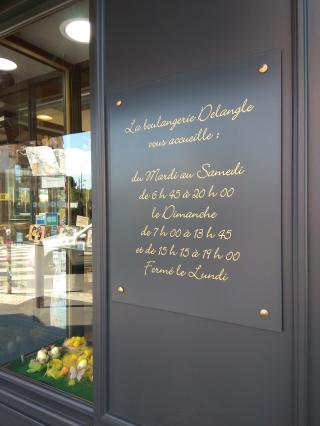 La boulangerie Delangle
vous accueille :
du Mardi au Samedi
de 6 h 45 à 20 h 00
le Dimanche
de 7 h 00 à 13 h 45
et de 15 h 15 à 19 h 00
Fermé le Lundi